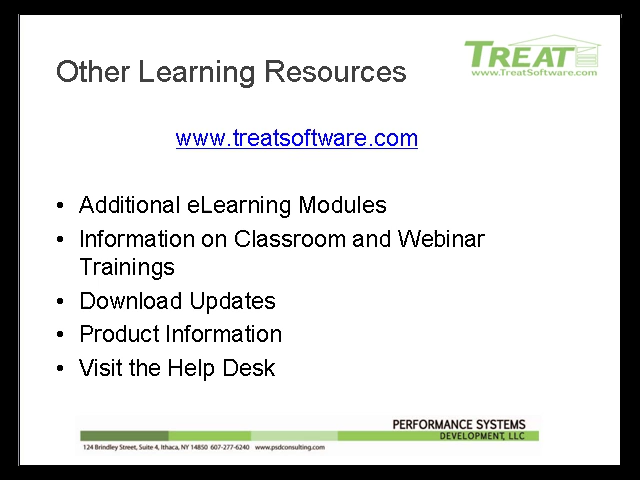 Other Learning Resources
TREAT
www.TreatSoftware.com
www.treatsoftware.com
• Additional eLearning Modules
• Information on Classroom and Webinar
Trainings
• Download Updates
• Product Information
• Visit the Help Desk
PERFORMANCE SYSTEMS
DEVELOPMENT, LLC
124 Brindley Street, Suite 4, Ithaca, NY 14850 607-277-6240 www.psdconsulting.com